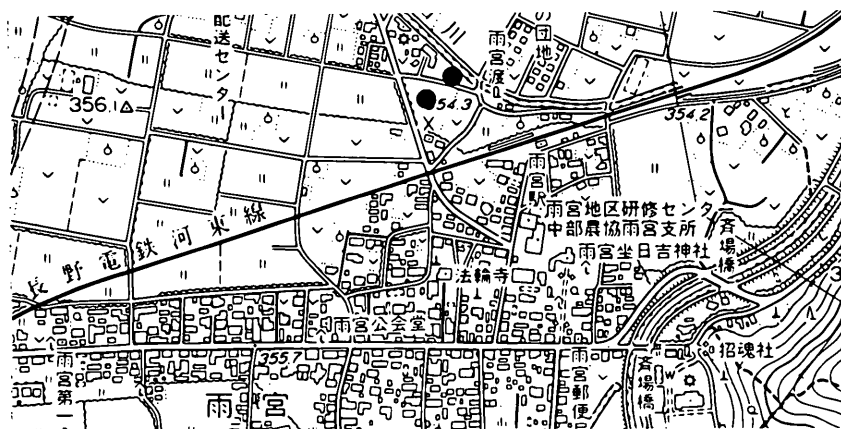 配送センター
の団地
雨宮渡
356.1
354.3
354.2
雨宮駅
雨宮地区研修センター
中部農協雨宮支所
斉場橋
雨宮坐日吉神社
長野電鉄河東線
法輪寺
3
雨宮公会堂
招魂社
雨宮第一
355.7
雨宮
雨宮郵便局
斉場橋
W